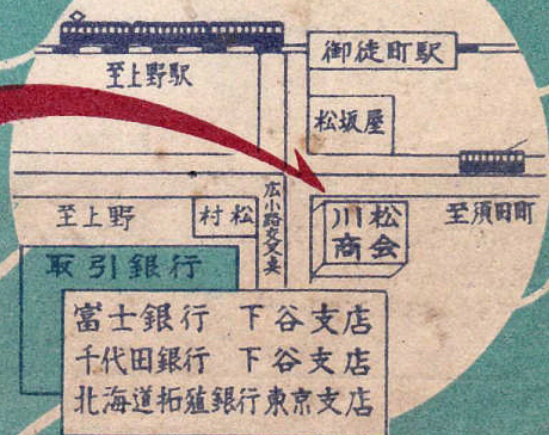 御徒町駅
至上野駅
松坂屋
広小路交叉点
至上野
村松
川松
商会
至須田町
取引銀行
富士銀行 下谷支店
千代田銀行 下谷支店
北海道拓殖銀行東京支店